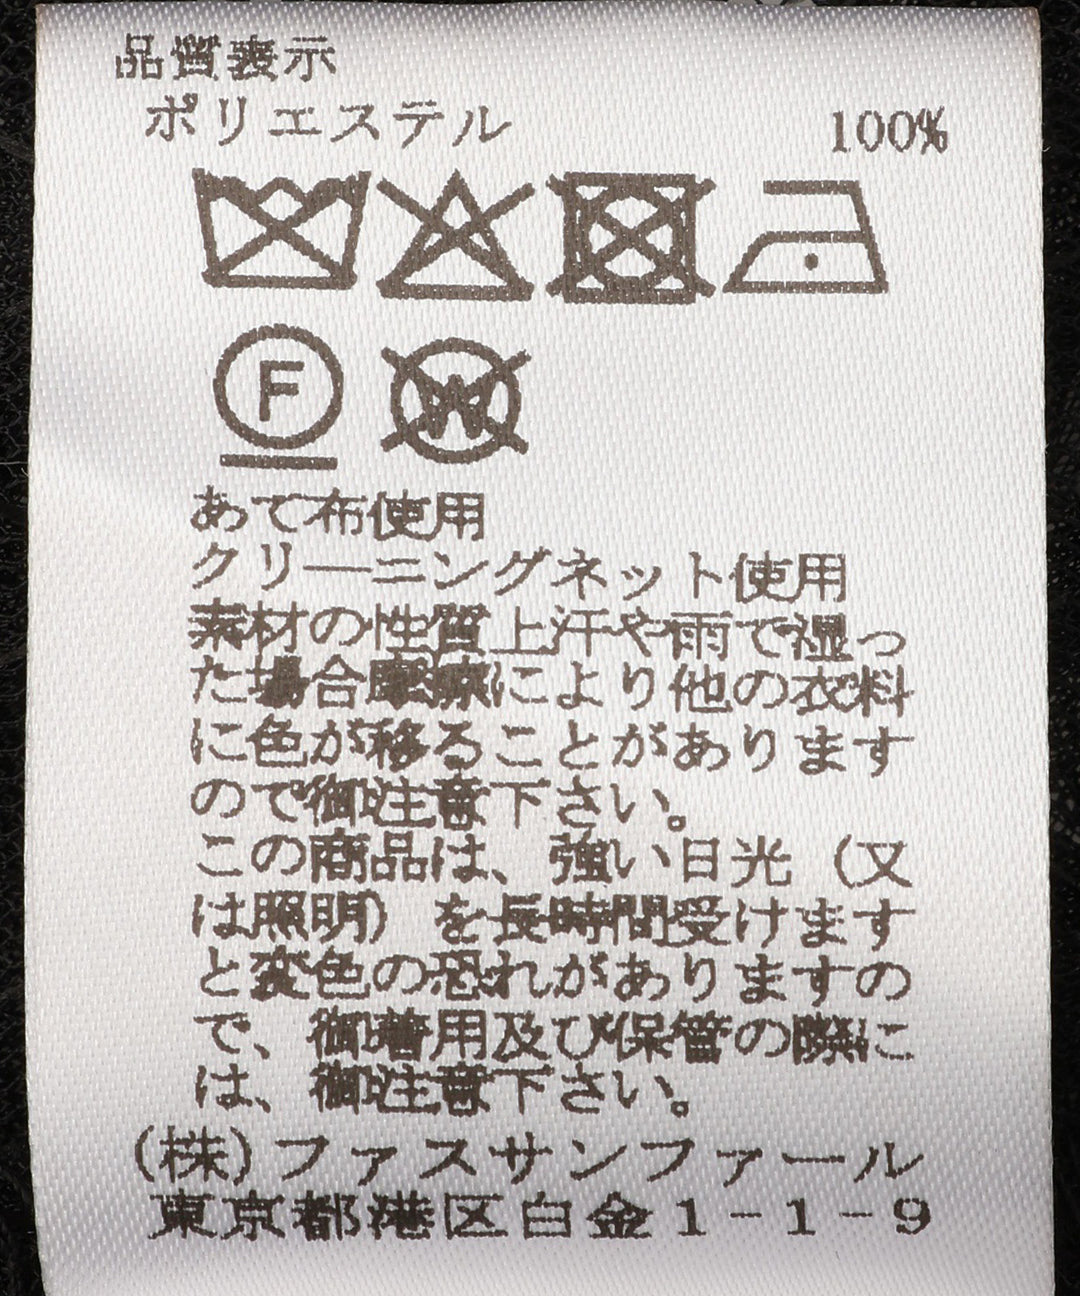 品質表示
ポリエステル 100%
F
W
あて布使用
クリーニングネット使用
素材の性質上汗や雨で湿っ
た場合摩擦により他の衣料
に色が移ることがあります
ので御注意下さい。
この商品は、強い日光（又
は照明）を長時間受けます
と変色の恐れがありますの
で、御着用及び保管の際に
は、御注意下さい。
(株)ファスサンファール
東京都港区白金1-1-9